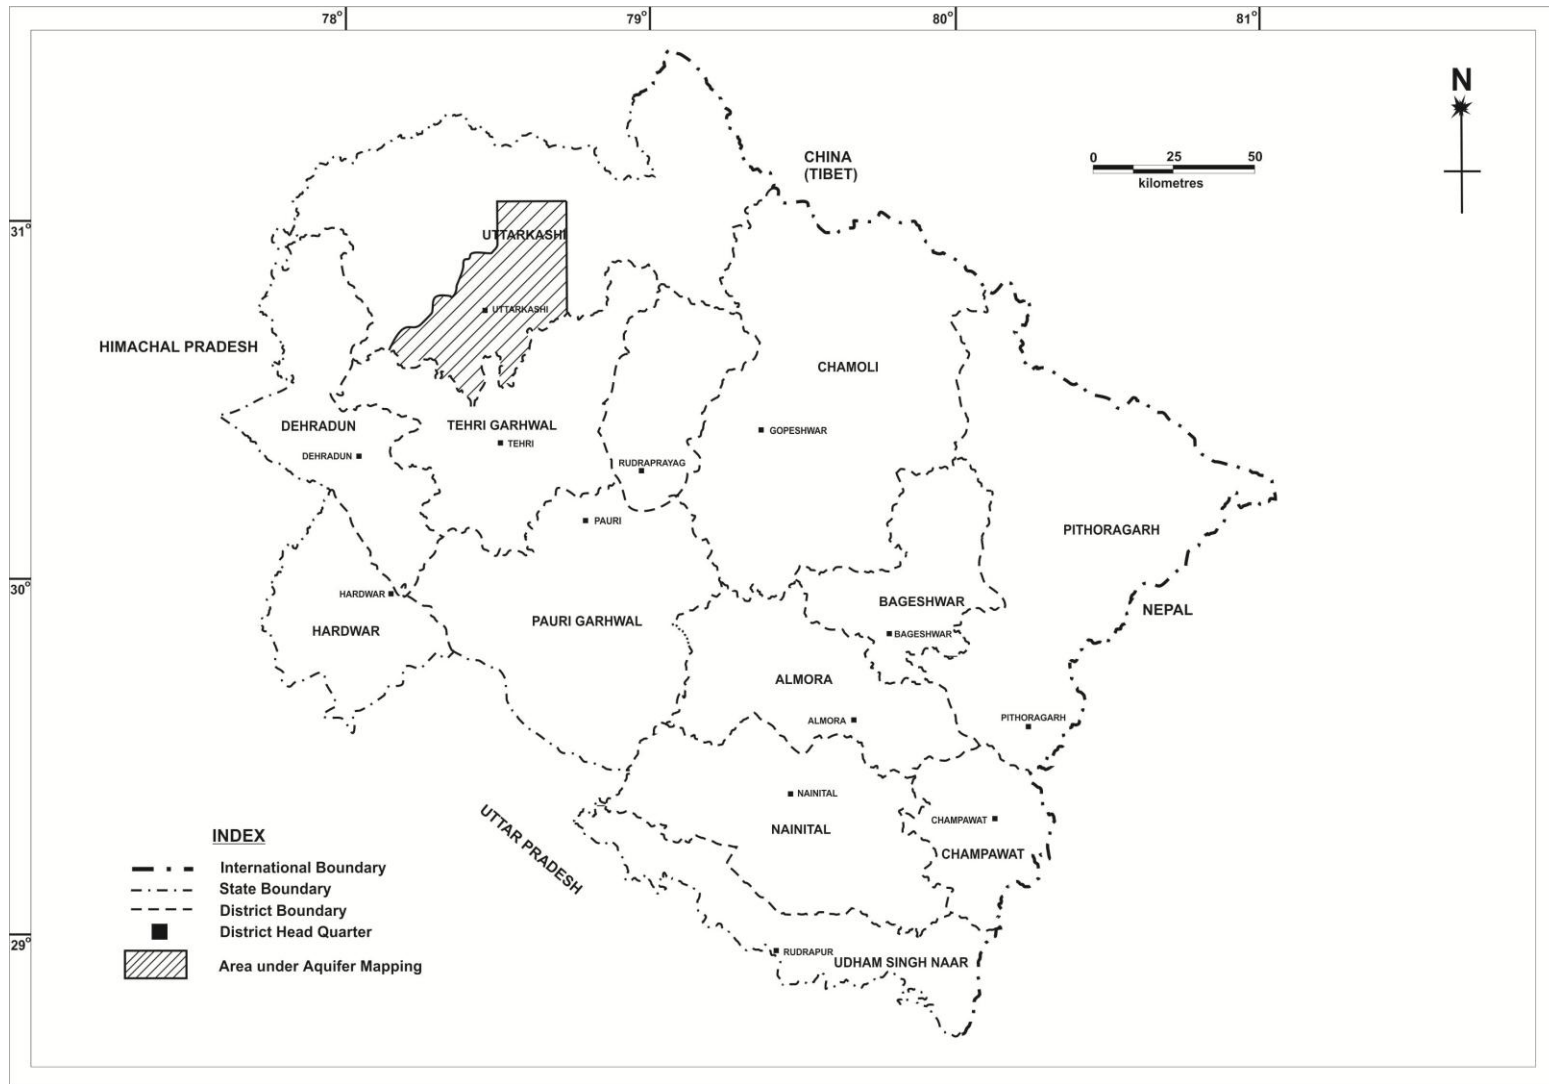 78° 79° 80° 81°
N
CHINA
(TIBET)
0 25 50
kilometres
31°
UTTARKASHI
UTTARKASHI
HIMACHAL PRADESH
CHAMOLI
DEHRADUN
TEHRI GARHWAL
GOPESHWAR
TEHRI
DEHRADUN
RUDRAPRAYAG
PAURI
PITHORAGARH
30°
HARDWAR
BAGESHWAR
NEPAL
PAURI GARHWAL
HARDWAR
BAGESHWAR
ALMORA
PITHORAGARH
ALMORA
NAINITAL
CHAMPAWAT
NAINITAL
UTTAR PRADESH
CHAMPAWAT
INDEX
International Boundary
State Boundary
District Boundary
District Head Quarter
Area under Aquifer Mapping
29°
RUDRAPUR
UDHAM SINGH NAAR